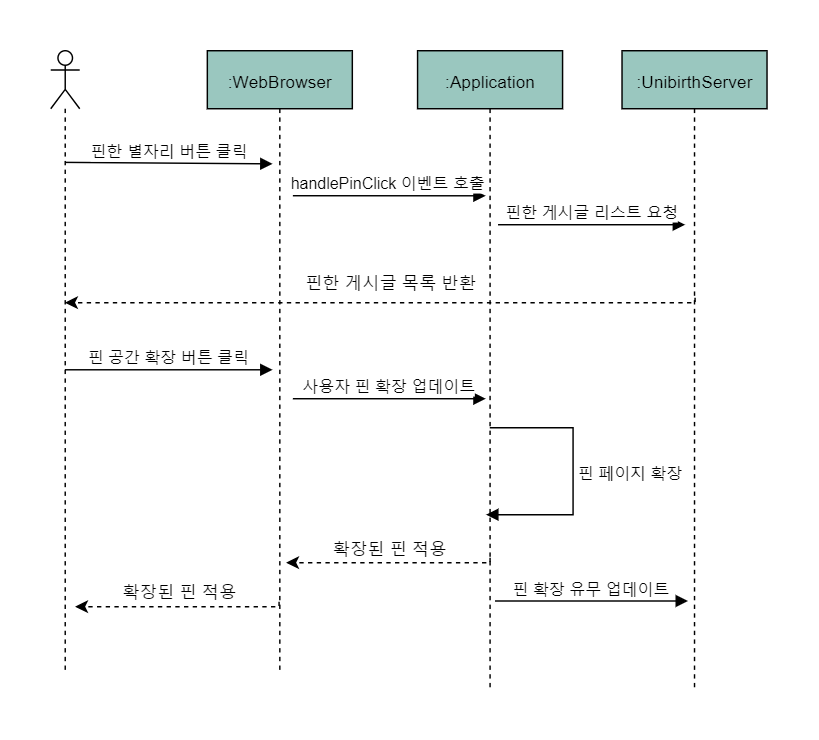 :WebBrowser
:Application
:UnibirthServer
핀한 별자리 버튼 클릭
handlePinClick 이벤트 호출
핀한 게시글 리스트 요청
핀한 게시글 목록 반환
핀 공간 확장 버튼 클릭
사용자 핀 확장 업데이트
핀 페이지 확장
확장된 핀 적용
확장된 핀 적용
핀 확장 유무 업데이트